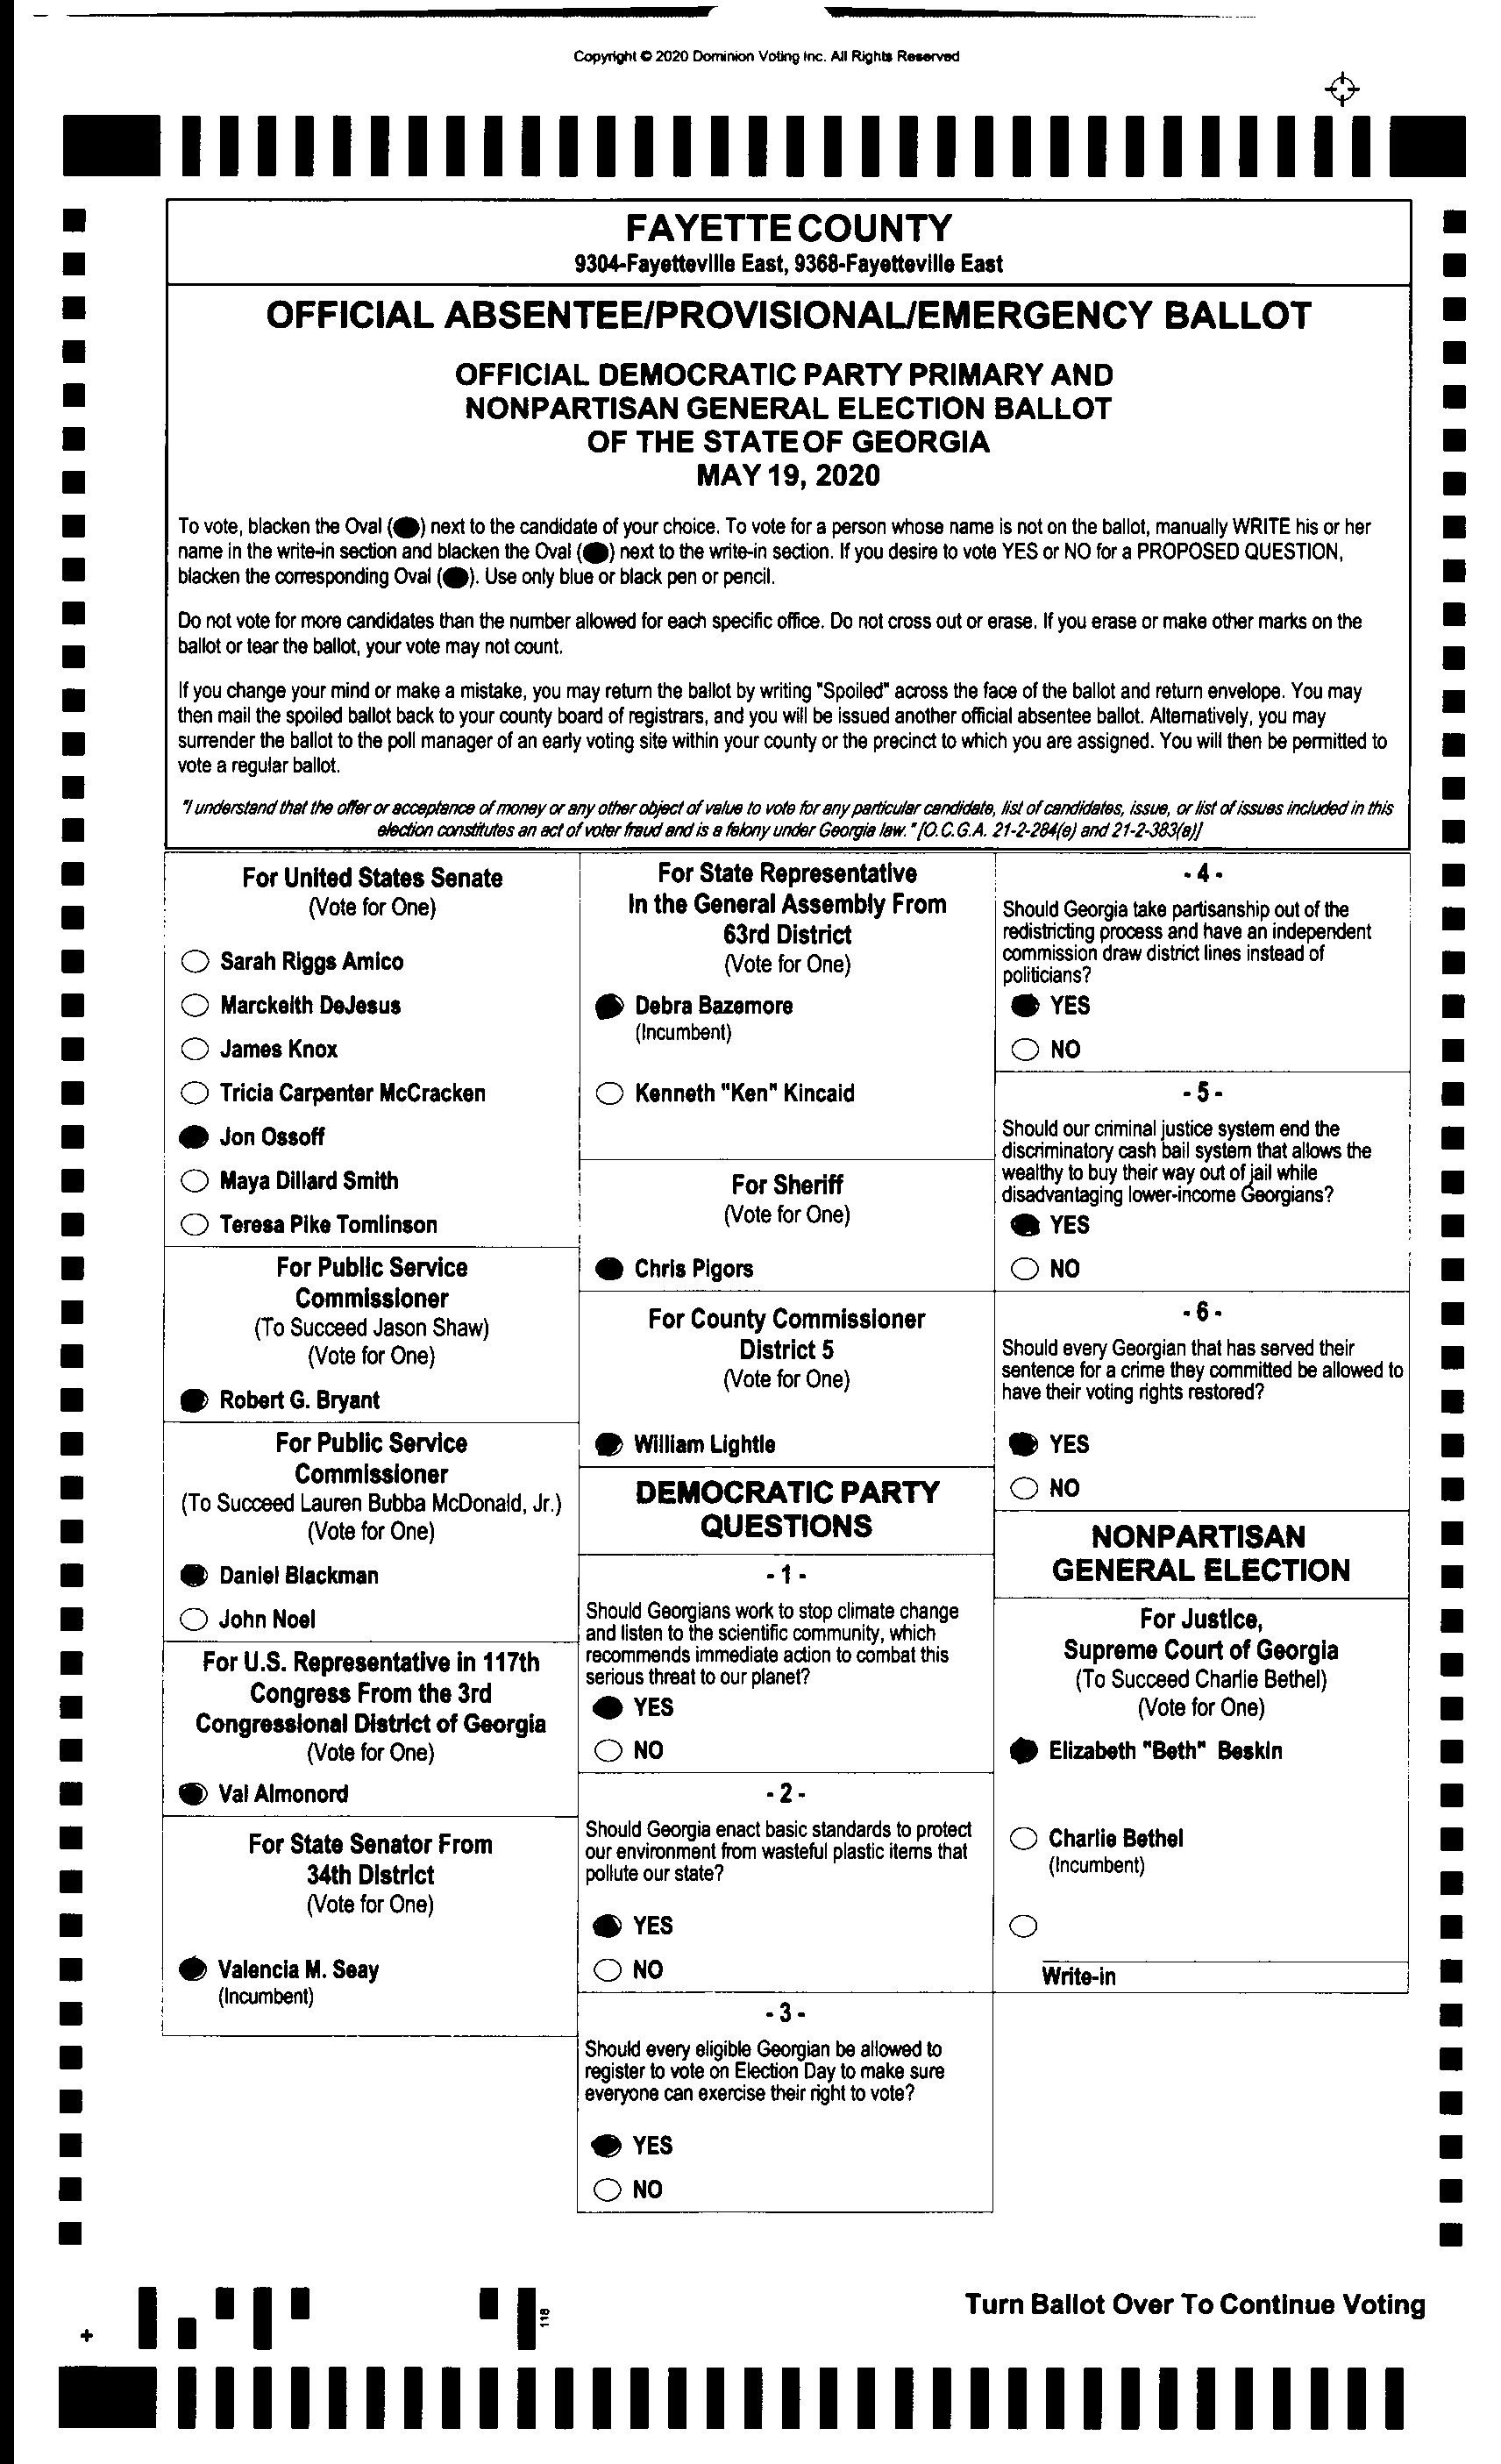 Copyright © 2020 Dominion Voting Inc. All Rights Reserved
FAYETTE COUNTY
9304-Fayetteville East, 9368-Fayetteville East
OFFICIAL ABSENTEE/PROVISIONAL/EMERGENCY BALLOT
OFFICIAL DEMOCRATIC PARTY PRIMARY AND
NONPARTISAN GENERAL ELECTION BALLOT
OF THE STATE OF GEORGIA
MAY 19, 2020
To vote, blacken the Oval () next to the candidate of your choice. To vote for a person whose name is not on the ballot, manually WRITE his or her
name in the write-in section and blacken the Oval () next to the write-in section. If you desire to vote YES or NO for a PROPOSED QUESTION,
blacken the corresponding Oval (). Use only blue or black pen or pencil.
Do not vote for more candidates than the number allowed for each specific office. Do not cross out or erase. If you erase or make other marks on the
ballot or tear the ballot, your vote may not count.
If you change your mind or make a mistake, you may return the ballot by writing "Spoiled" across the face of the ballot and return envelope. You may
then mail the spoiled ballot back to your county board of registrars, and you will be issued another official absentee ballot. Alternatively, you may
surrender the ballot to the poll manager of an early voting site within your county or the precinct to which you are assigned. You will then be permitted to
vote a regular ballot.
"I understand that the offer or acceptance of money or any other object of value to vote for any particular candidate, list of candidates, issue, or list of issues included in this
election constitutes an act of voter fraud and is a felony under Georgia law." [O.C.G.A. 21-2-284(e) and 21-2-383(a)]
For United States Senate
(Vote for One)
Sarah Riggs Amico
Marckeith DeJesus
James Knox
Tricia Carpenter McCracken
Jon Ossoff
Maya Dillard Smith
Teresa Pike Tomlinson
For Public Service
Commissioner
(To Succeed Jason Shaw)
(Vote for One)
Robert G. Bryant
For Public Service
Commissioner
(To Succeed Lauren Bubba McDonald, Jr.)
(Vote for One)
Daniel Blackman
John Noel
For U.S. Representative in 117th
Congress From the 3rd
Congressional District of Georgia
(Vote for One)
Val Almonord
For State Senator From
34th District
(Vote for One)
Valencia M. Seay
(Incumbent)
For State Representative
In the General Assembly From
63rd District
(Vote for One)
Debra Bazemore
(Incumbent)
Kenneth "Ken" Kincaid
For Sheriff
(Vote for One)
Chris Pigors
For County Commissioner
District 5
(Vote for One)
William Lightle
DEMOCRATIC PARTY
QUESTIONS
- 1 -
Should Georgians work to stop climate change
and listen to the scientific community, which
recommends immediate action to combat this
serious threat to our planet?
YES
NO
- 2 -
Should Georgia enact basic standards to protect
our environment from wasteful plastic items that
pollute our state?
YES
NO
- 3 -
Should every eligible Georgian be allowed to
register to vote on Election Day to make sure
everyone can exercise their right to vote?
YES
NO
- 4 -
Should Georgia take partisanship out of the
redistricting process and have an independent
commission draw district lines instead of
politicians?
YES
NO
- 5 -
Should our criminal justice system end the
discriminatory cash bail system that allows the
wealthy to buy their way out of jail while
disadvantaging lower-income Georgians?
YES
NO
- 6 -
Should every Georgian that has served their
sentence for a crime they committed be allowed to
have their voting rights restored?
YES
NO
NONPARTISAN
GENERAL ELECTION
For Justice,
Supreme Court of Georgia
(To Succeed Charlie Bethel)
(Vote for One)
Elizabeth "Beth" Beskin
Charlie Bethel
(Incumbent)
Write-in
118
Turn Ballot Over To Continue Voting